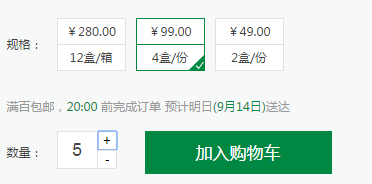 ¥280.00 ¥99.00 ¥49.00
规格：
12盒/箱 4盒/份 2盒/份
满百包邮，20:00 前完成订单 预计明日(9月14日)送达
数量： 5 + - 加入购物车